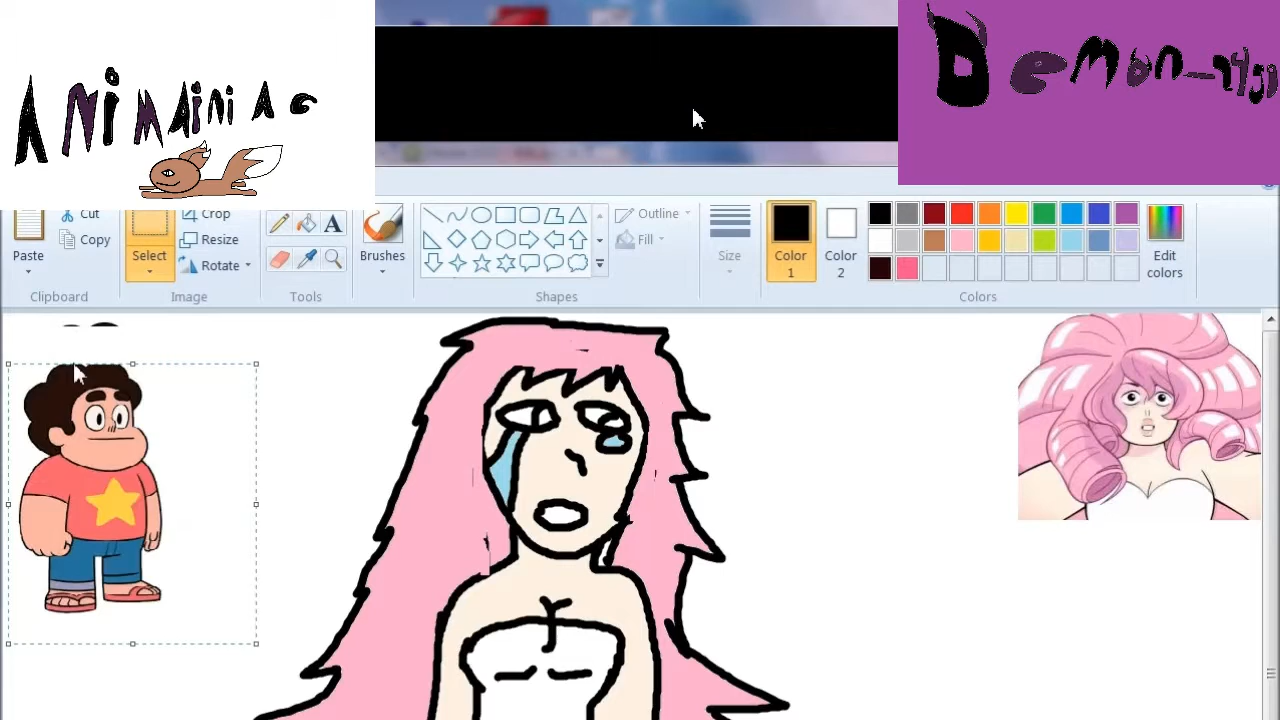 ANiMAiNiAC
Demon_
Cut
Copy
Paste
Clipboard
Crop
Resize
Rotate
Select
Image
Tools
Brushes
Outline
Fill
Shapes
Size
Color
1
Color
2
Edit
colors
Colors